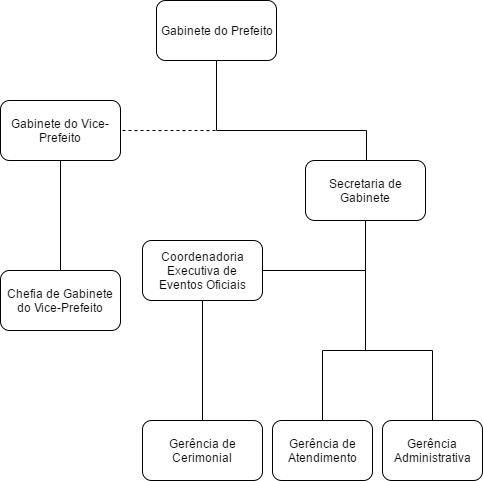 Gabinete do Prefeito
Gabinete do Vice-
Prefeito
Secretaria de
Gabinete
Coordenadoria
Executiva de
Eventos Oficiais
Chefia de Gabinete
do Vice-Prefeito
Gerência de
Cerimonial
Gerência de
Atendimento
Gerência
Administrativa